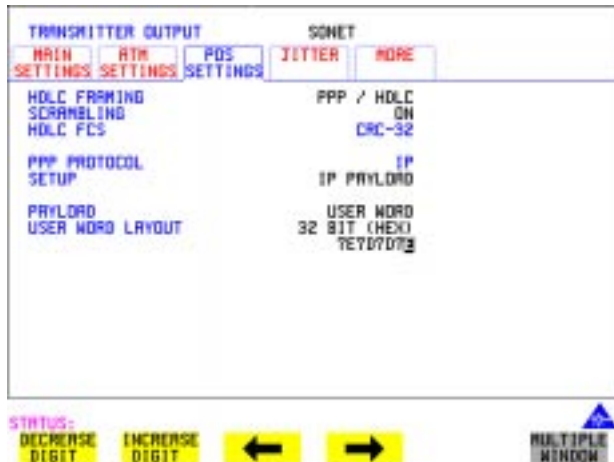 TRANSMITTER OUTPUT SONET
MAIN SETTINGS ATM SETTINGS POS SETTINGS JITTER MORE
HDLC FRAMING PPP / HDLC
SCRAMBLING ON
HDLC FCS CRC-32
PPP PROTOCOL IP
SETUP IP PAYLOAD
PAYLOAD USER WORD
USER WORD LAYOUT 32 BIT (HEX)
7E7D7D73
STATUS:
DECREASE DIGIT INCREASE DIGIT MULTIPLE WINDOW